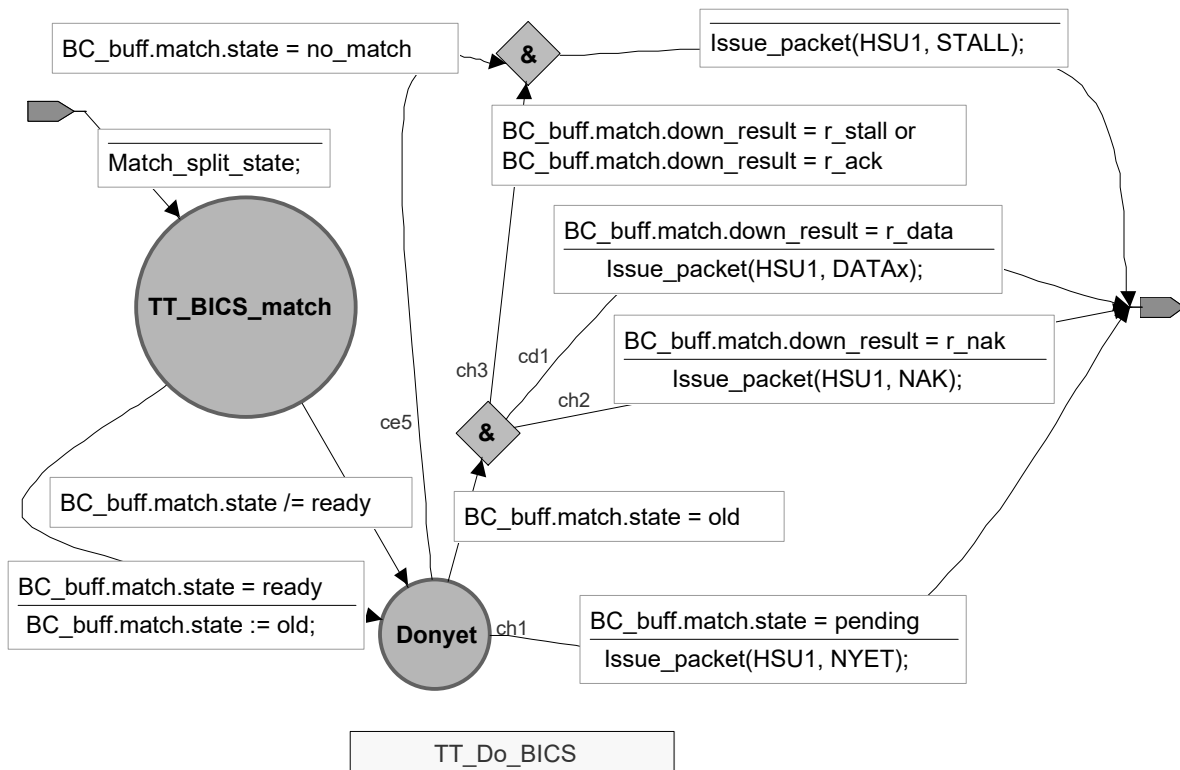 BC_buff.match.state = no_match
&
Issue_packet(HSU1, STALL);
Match_split_state;
BC_buff.match.down_result = r_stall or
BC_buff.match.down_result = r_ack
TT_BICS_match
BC_buff.match.down_result = r_data
Issue_packet(HSU1, DATAx);
BC_buff.match.down_result = r_nak
Issue_packet(HSU1, NAK);
ch3
cd1
ch2
ce5
&
BC_buff.match.state /= ready
BC_buff.match.state = old
BC_buff.match.state = ready
BC_buff.match.state := old;
Donyet
ch1
BC_buff.match.state = pending
Issue_packet(HSU1, NYET);
TT_Do_BICS